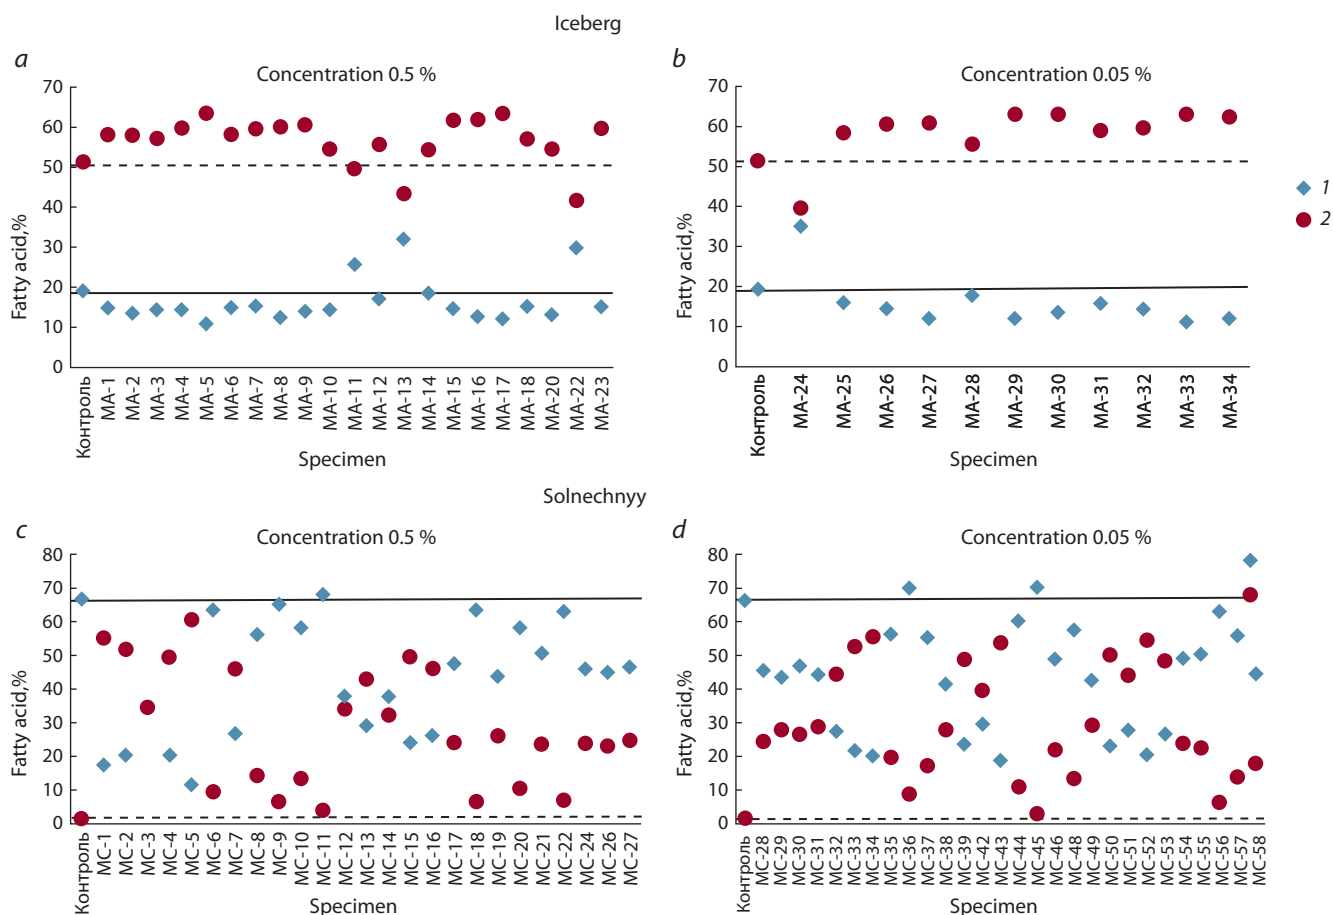 Iceberg
a
Concentration 0.5 %
Fatty acid,%
70
60
50
40
30
20
10
0
Контроль
MA-1
MA-2
MA-3
MA-4
MA-5
MA-6
MA-7
MA-8
MA-9
MA-10
MA-11
MA-12
MA-13
MA-14
MA-15
MA-16
MA-17
MA-18
MA-20
MA-22
MA-23
Specimen
b
Concentration 0.05 %
Fatty acid,%
70
60
50
40
30
20
10
0
Контроль
MA-24
MA-25
MA-26
MA-27
MA-28
MA-29
MA-30
MA-31
MA-32
MA-33
MA-34
Specimen
1
2
Solnechnyy
c
Concentration 0.5 %
Fatty acid,%
80
70
60
50
40
30
20
10
0
Контроль
MC-1
MC-2
MC-3
MC-4
MC-5
MC-6
MC-7
MC-8
MC-9
MC-10
MC-11
MC-12
MC-13
MC-14
MC-15
MC-16
MC-17
MC-18
MC-19
MC-20
MC-21
MC-22
MC-24
MC-26
MC-27
Specimen
d
Concentration 0.05 %
Fatty acid,%
80
70
60
50
40
30
20
10
0
Контроль
MC-28
MC-29
MC-30
MC-31
MC-32
MC-33
MC-34
MC-35
MC-36
MC-37
MC-38
MC-39
MC-42
MC-43
MC-44
MC-45
MC-46
MC-48
MC-49
MC-50
MC-51
MC-52
MC-53
MC-54
MC-55
MC-56
MC-57
MC-58
Specimen